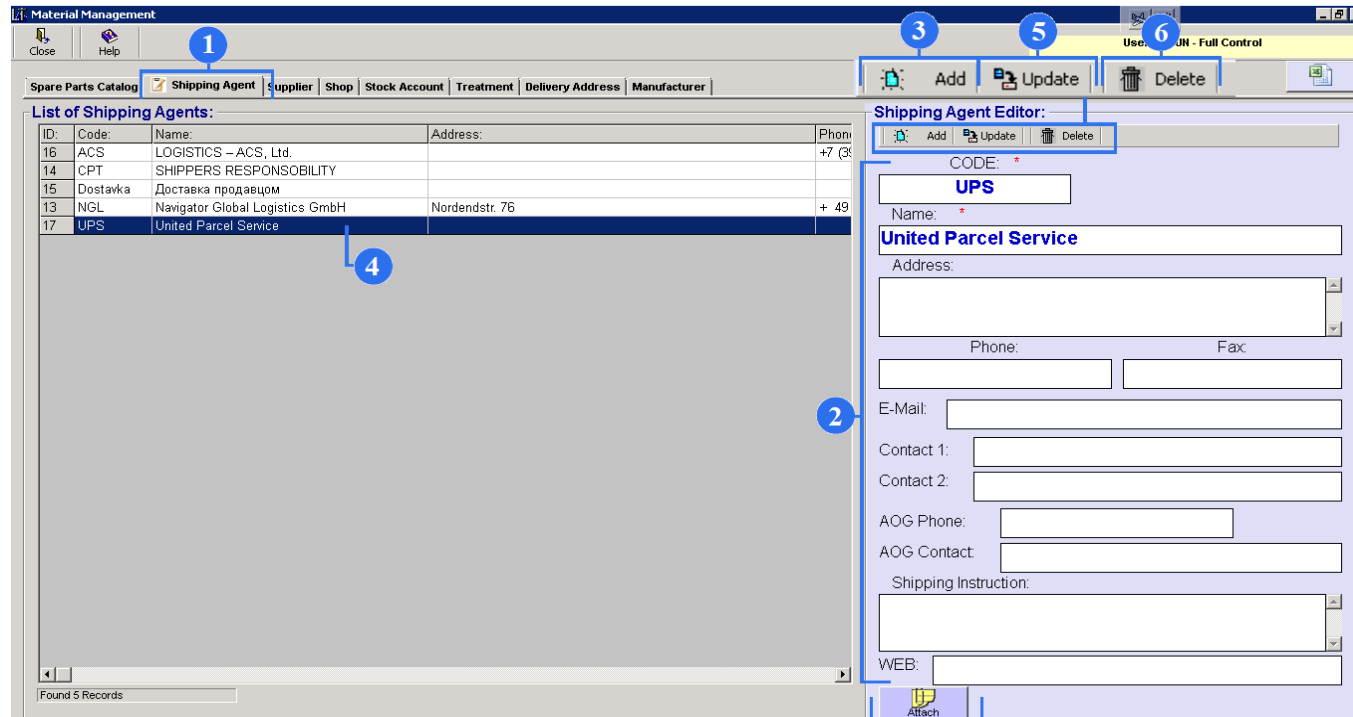 Material Management
Close Help
1
3 5 6
Full Control
Add Update Delete
Spare Parts Catalog Shipping Agent Supplier Shop Stock Account Treatment Delivery Address Manufacturer
List of Shipping Agents:
Shipping Agent Editor:
Add Update Delete
ID: Code: Name: Address: Phon
16 ACS LOGISTICS – ACS, Ltd. +7 (39
14 CPT SHIPPERS RESPONSOBILITY
15 Dostavka Доставка продавцом
13 NGL Navigator Global Logistics GmbH Nordendstr. 76 + 49
17 UPS United Parcel Service
4
CODE: *
UPS
Name: *
United Parcel Service
Address:
Phone: Fax:
2
E-Mail:
Contact 1:
Contact 2:
AOG Phone:
AOG Contact:
Shipping Instruction:
WEB:
Attach
Found 5 Records